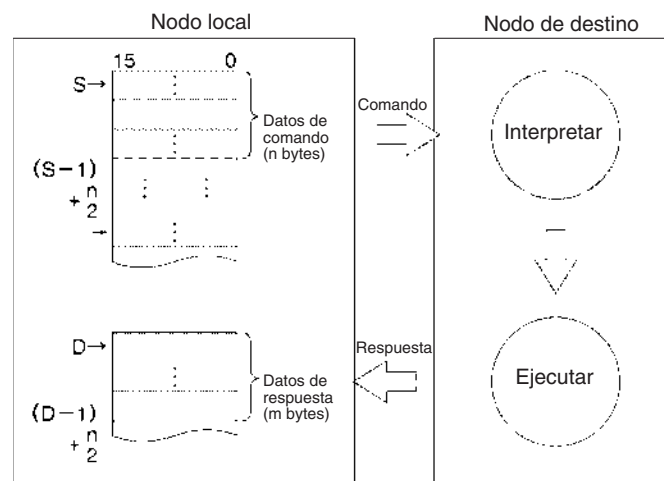 Nodo local
Nodo de destino
15 0
S→
Datos de
comando
(n bytes)
(S-1)
+ n
2
→
Comando
Interpretar
D→
Datos de
respuesta
(m bytes)
(D-1)
+ n
2
Respuesta
Ejecutar